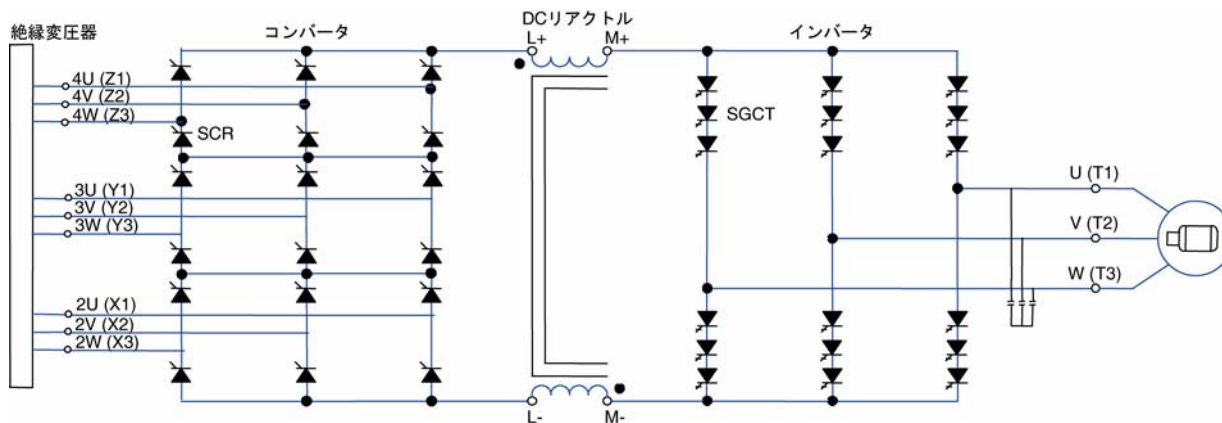 絶縁変圧器
コンバータ
DCリアクトル
インバータ
L+
M+
4U (Z1)
4V (Z2)
4W (Z3)
SCR
SGCT
3U (Y1)
3V (Y2)
3W (Y3)
U (T1)
V (T2)
W (T3)
2U (X1)
2V (X2)
2W (X3)
L-
M-